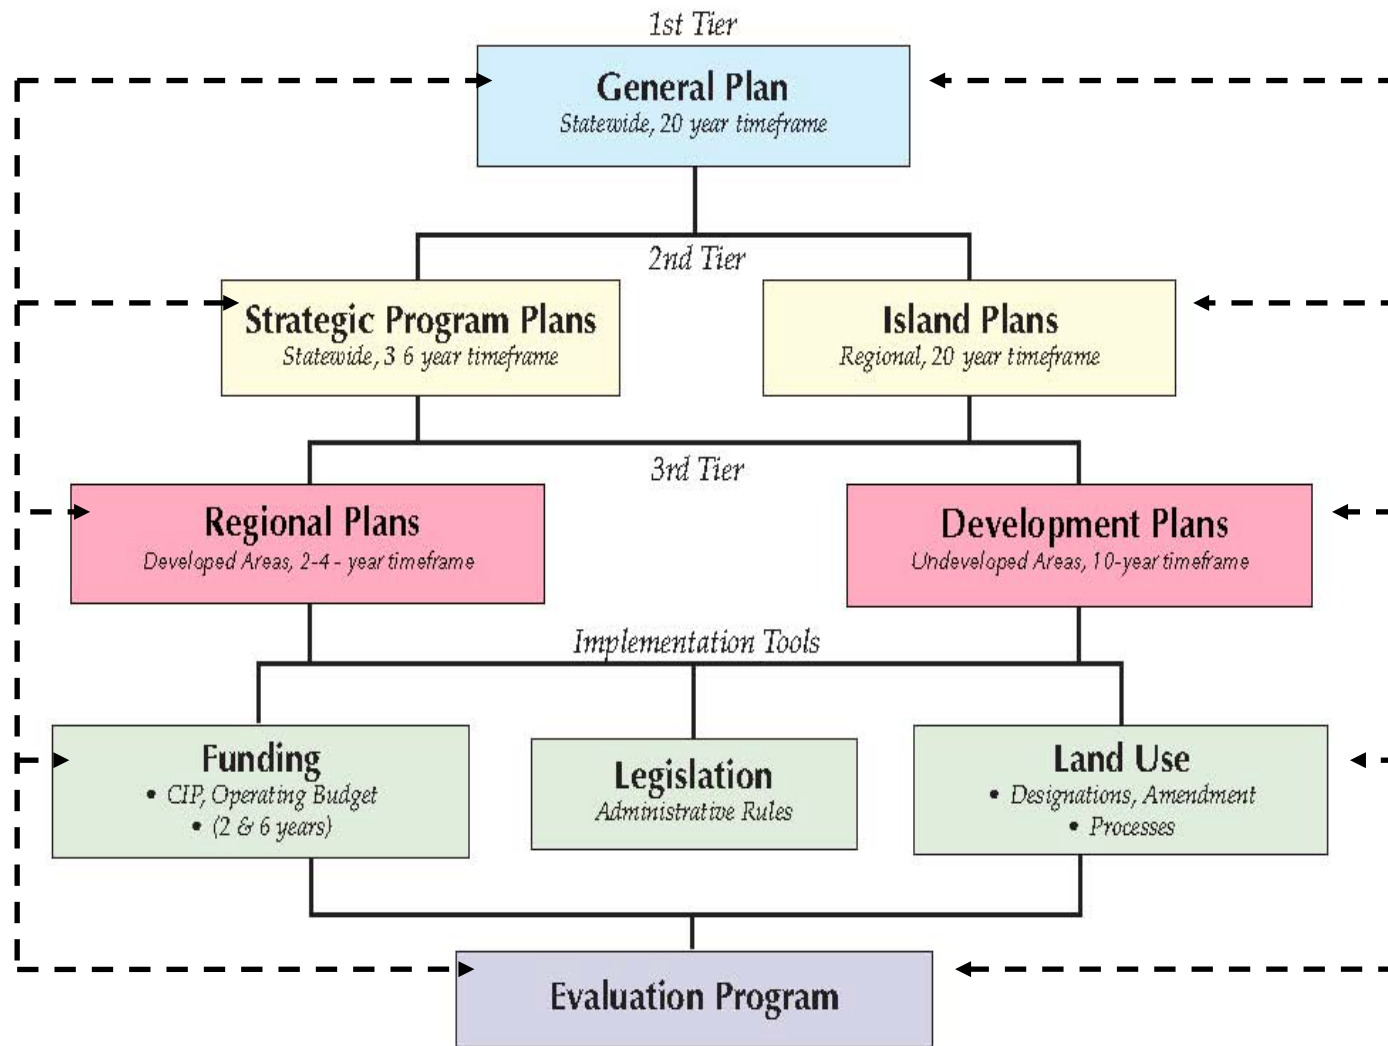 1st Tier
General Plan
Statewide, 20 year timeframe
2nd Tier
Strategic Program Plans
Statewide, 3 6 year timeframe
Island Plans
Regional, 20 year timeframe
3rd Tier
Regional Plans
Developed Areas, 2-4 - year timeframe
Development Plans
Undeveloped Areas, 10-year timeframe
Implementation Tools
Funding
• CIP, Operating Budget
• (2 & 6 years)
Legislation
Administrative Rules
Land Use
• Designations, Amendment
• Processes
Evaluation Program